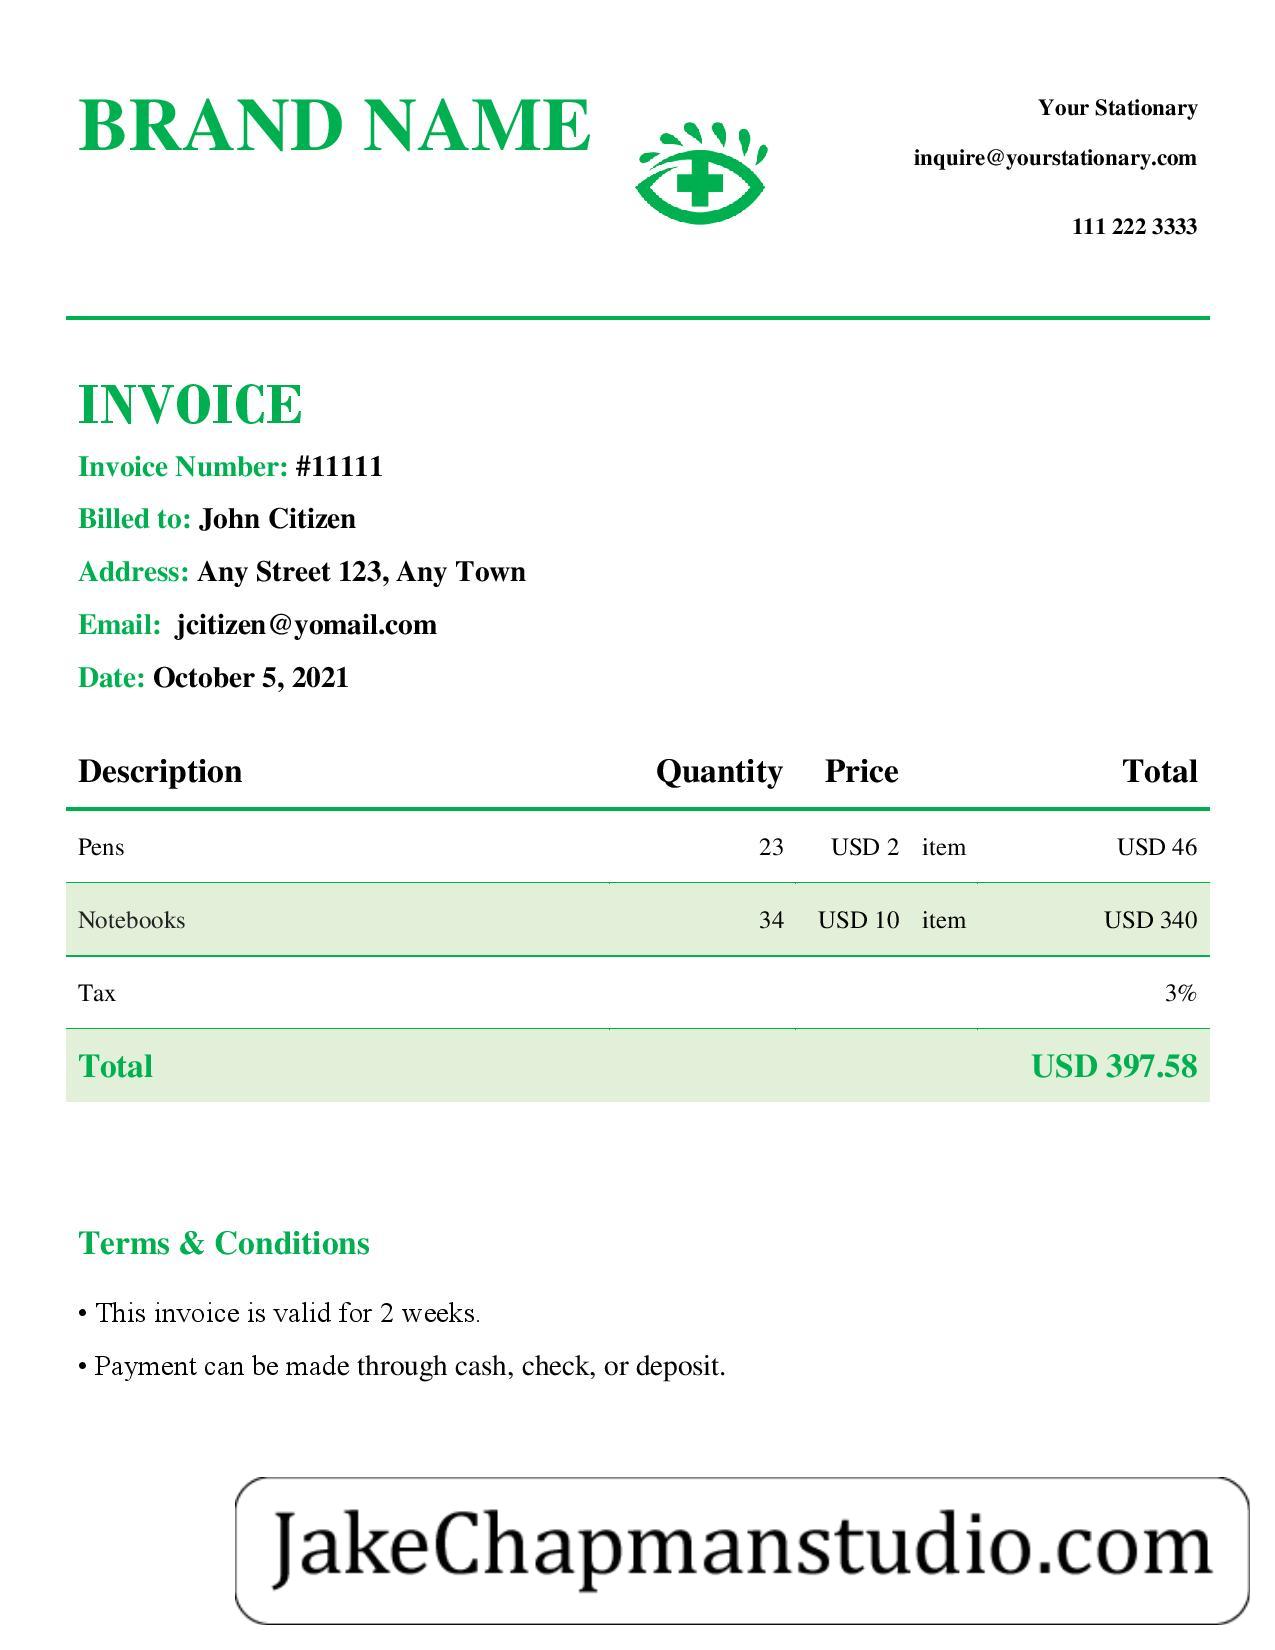 BRAND NAME
Your Stationary
inquire@yourstationary.com
111 222 3333
INVOICE
Invoice Number: #11111
Billed to: John Citizen
Address: Any Street 123, Any Town
Email: jcitizen@yomail.com
Date: October 5, 2021
Description Quantity Price Total
Pens 23 USD 2 item USD 46
Notebooks 34 USD 10 item USD 340
Tax 3%
Total USD 397.58
Terms & Conditions
• This invoice is valid for 2 weeks.
• Payment can be made through cash, check, or deposit.
JakeChapmanstudio.com